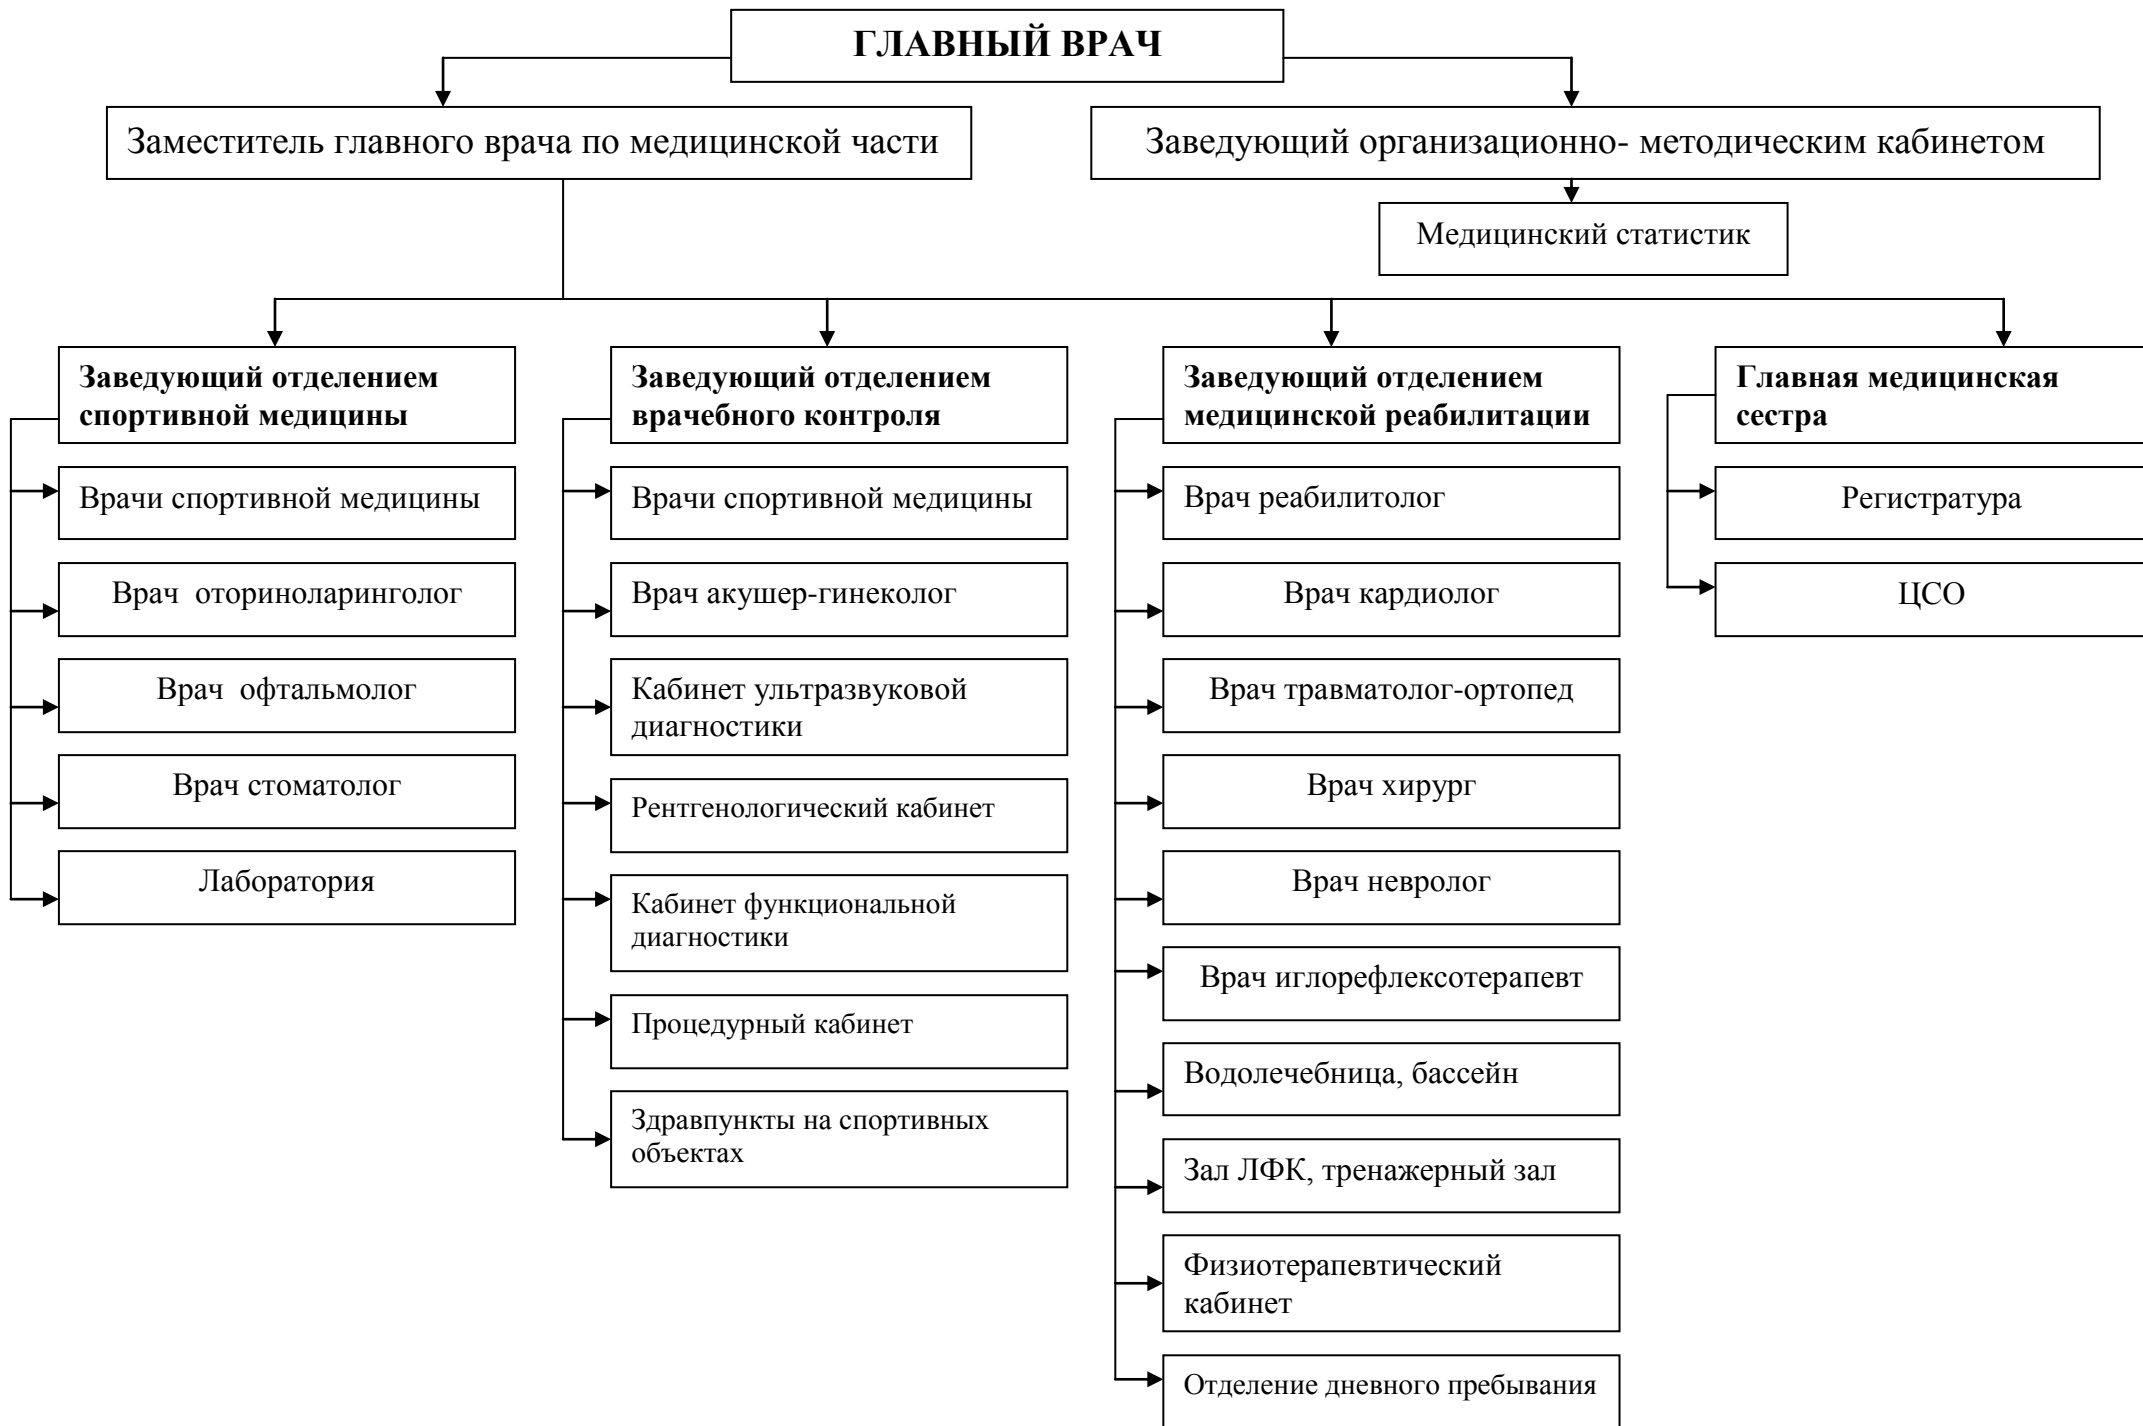 ГЛАВНЫЙ ВРАЧ
Заместитель главного врача по медицинской части
Заведующий организационно- методическим кабинетом
Медицинский статистик
Заведующий отделением
спортивной медицины
Врачи спортивной медицины
Врач  оториноларинголог
Врач  офтальмолог
Врач стоматолог
Лаборатория
Заведующий отделением
врачебного контроля
Врачи спортивной медицины
Врач акушер-гинеколог
Кабинет ультразвуковой
диагностики
Рентгенологический кабинет
Кабинет функциональной
диагностики
Процедурный кабинет
Здравпункты на спортивных
объектах
Заведующий отделением
медицинской реабилитации
Врач реабилитолог
Врач кардиолог
Врач травматолог-ортопед
Врач хирург
Врач невролог
Врач иглорефлексотерапевт
Водолечебница, бассейн
Зал ЛФК, тренажерный зал
Физиотерапевтический
кабинет
Отделение дневного пребывания
Главная медицинская
сестра
Регистратура
ЦСО